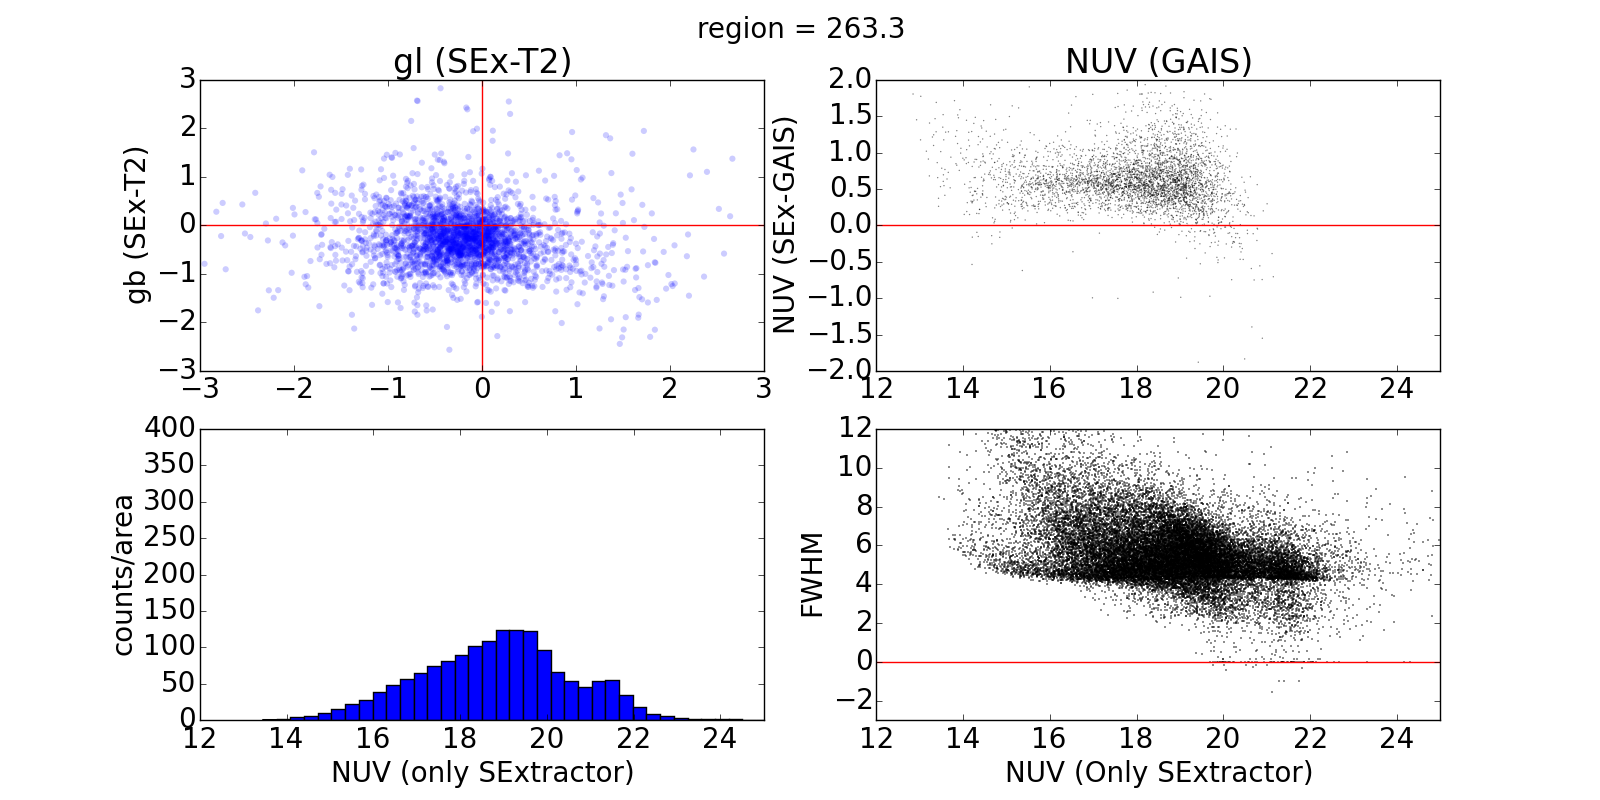 region = 263.3
gl (SEx-T2)
NUV (GAIS)
gb (SEx-T2)
3
2
1
0
−1
−2
−3
−3 −2 −1 0 1 2 3
NUV (SEx-GAIS)
2.0
1.5
1.0
0.5
0.0
−0.5
−1.0
−1.5
−2.0
12 14 16 18 20 22 24
counts/area
400
350
300
250
200
150
100
50
0
12 14 16 18 20 22 24
NUV (only SExtractor)
FWHM
12
10
8
6
4
2
0
−2
12 14 16 18 20 22 24
NUV (Only SExtractor)